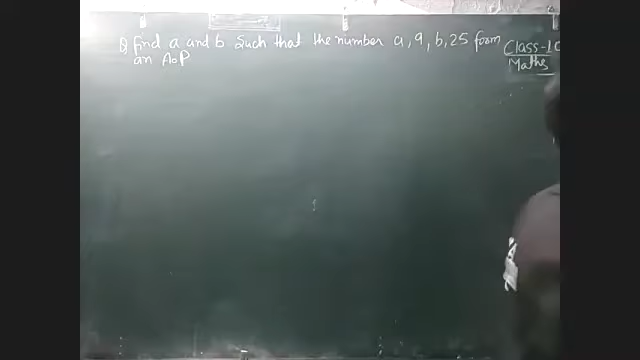 Q) Find a and b Such that the number a, 9, b, 25 form
an A.P
Class-10
Maths